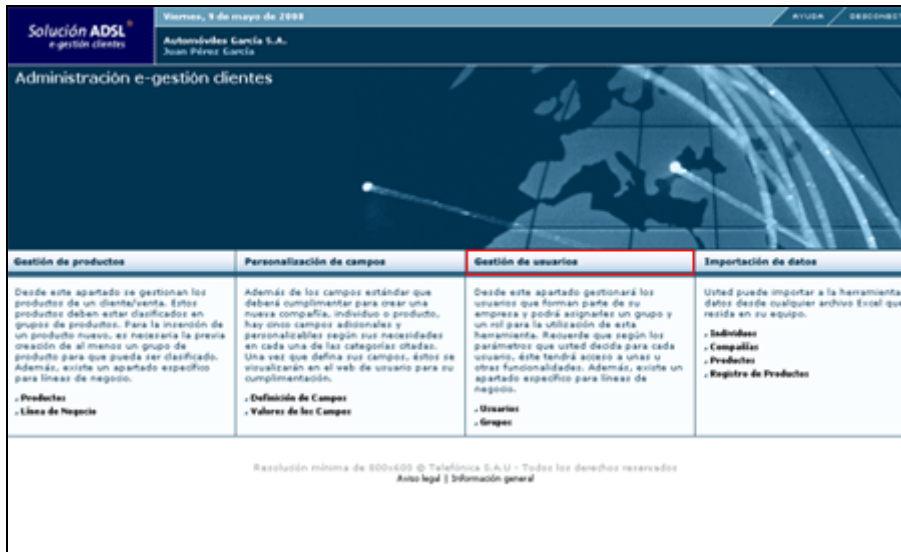 Solución ADSL
e-gestión clientes
Viernes, 9 de mayo de 2008
AYUDA
DESCONECT
Automóviles García S.A.
Juan Pérez García
Administración e-gestión clientes
Gestión de productos
Desde este apartado se gestionan los
productos de un cliente/venta. Estos
productos deben estar clasificados en
grupos de productos. Para la inserción de
un producto nuevo, es necesaria la previa
creación de al menos un grupo de
producto para que pueda ser clasificado.
Además, existe un apartado específico
para líneas de negocio.
Productos
Línea de Negocio
Personalización de campos
Además de los campos estándar que
deberá cumplimentar para crear una
nueva compañía, individuo o producto,
hay cinco campos adicionales y
personalizables según sus necesidades
en cada una de las categorías citadas.
Una vez que defina sus campos, éstos se
visualizarán en el web de usuario para su
cumplimentación.
Definición de Campos
Valores de los Campos
Gestión de usuarios
Desde este apartado gestionará los
usuarios que forman parte de su
empresa y podrá asignarles un grupo y
un rol para la utilización de esta
herramienta. Recuerde que según los
parámetros que usted decida para cada
usuario, éste tendrá acceso a unas u
otras funcionalidades. Además, existe un
apartado específico para líneas de
negocio.
Usuarios
Grupos
Importación de datos
Usted puede importar a la herramienta
datos desde cualquier archivo Excel que
resida en su equipo.
Individuos
Compañías
Productos
Registro de Productos
Resolución mínima de 800x600 © Telefónica S.A.U - Todos los derechos reservados
Aviso legal | Información general